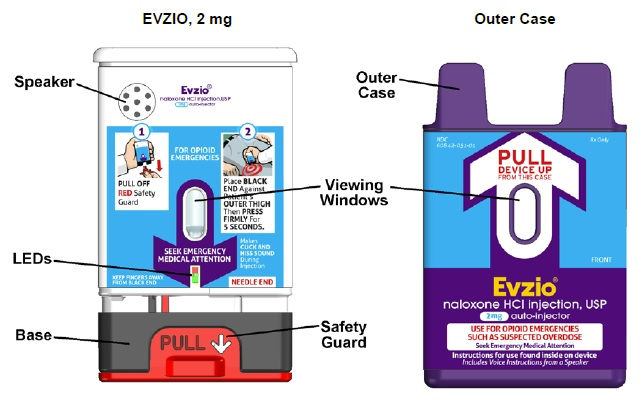 EVZIO, 2 mg
Outer Case
Speaker
Evzio®
naloxone HCl injection, USP
2mg auto-injector
1
PULL OFF
RED Safety
Guard
FOR OPIOID
EMERGENCIES
2
Place BLACK
END Against
Patient's
OUTER THIGH
Then PRESS
FIRMLY For
5 SECONDS.
SEEK EMERGENCY
MEDICAL ATTENTION
Makes
CLICK AND
HISS SOUND
During
Injection
KEEP FINGERS AWAY
FROM BLACK END
NEEDLE END
LEDs
Base
PULL
Safety
Guard
Viewing
Windows
Outer
Case
NDC
Rx Only
PULL
DEVICE UP
FROM THIS CASE
FRONT
Evzio®
naloxone HCl injection, USP
2mg auto-injector
USE FOR OPIOID EMERGENCIES
SUCH AS SUSPECTED OVERDOSE
Seek Emergency Medical Attention
Instructions for use found inside on device
Includes Voice Instructions from a Speaker